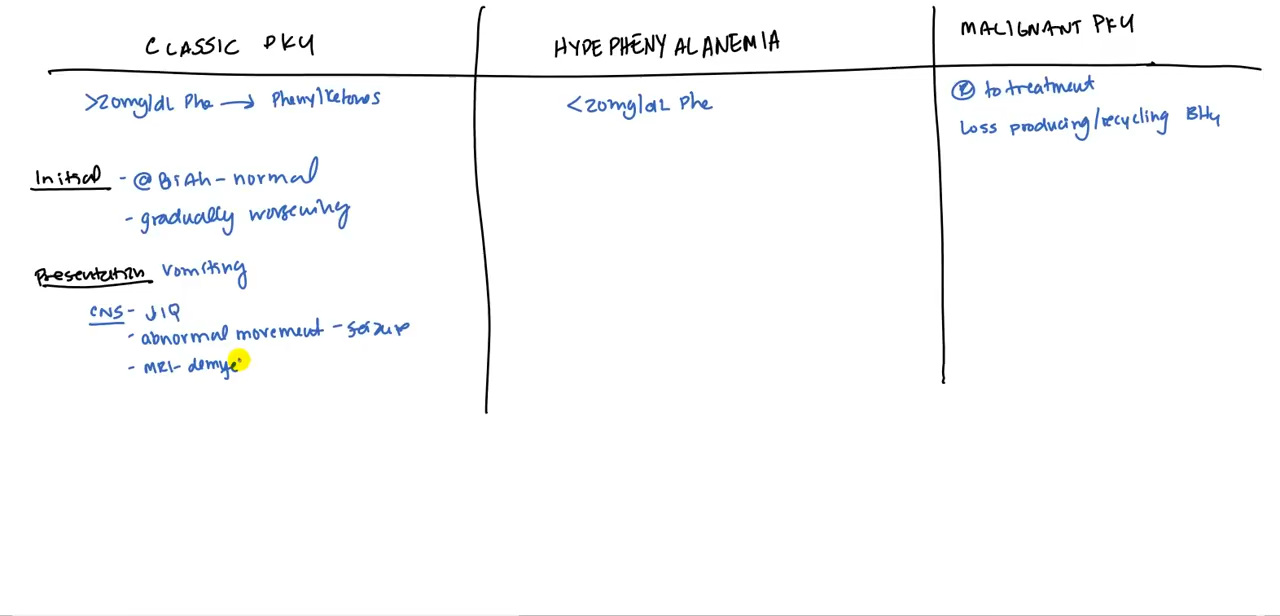 CLASSIC PKU
HYPEPHENYALANEMIA
MALIGNANT PKU
>20mg/dL Phe → Phenylketones
<20mg/dL Phe
Ⓡ to treatment
Loss producing/recycling BH4
Initial - @ Birth - normal
- gradually worsening
Presentation Vomiting
CNS - ↓IQ
- abnormal movement - seizure
- MRI - demye